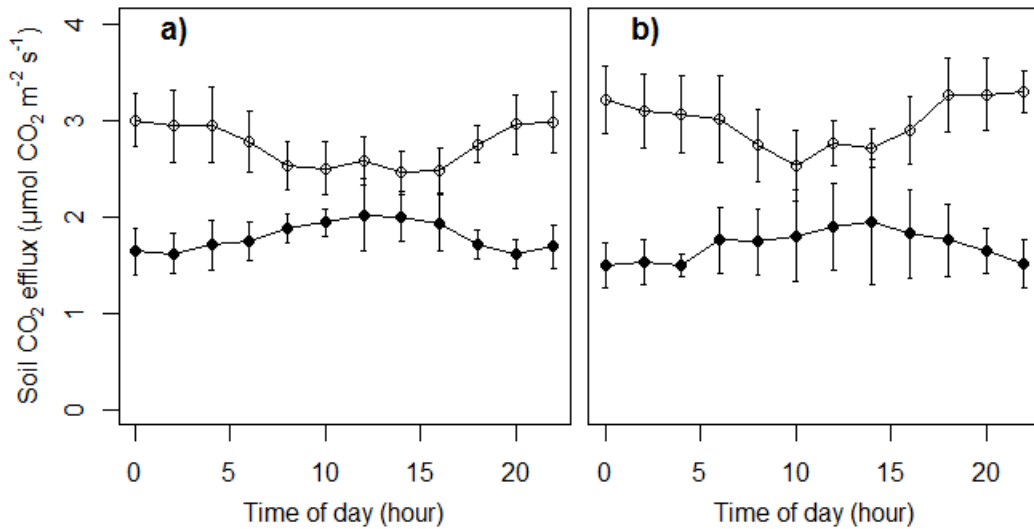 a)
b)
Soil CO₂ efflux (µmol CO₂ m⁻² s⁻¹)
4
3
2
1
0
0 5 10 15 20
0 5 10 15 20
Time of day (hour)
Time of day (hour)